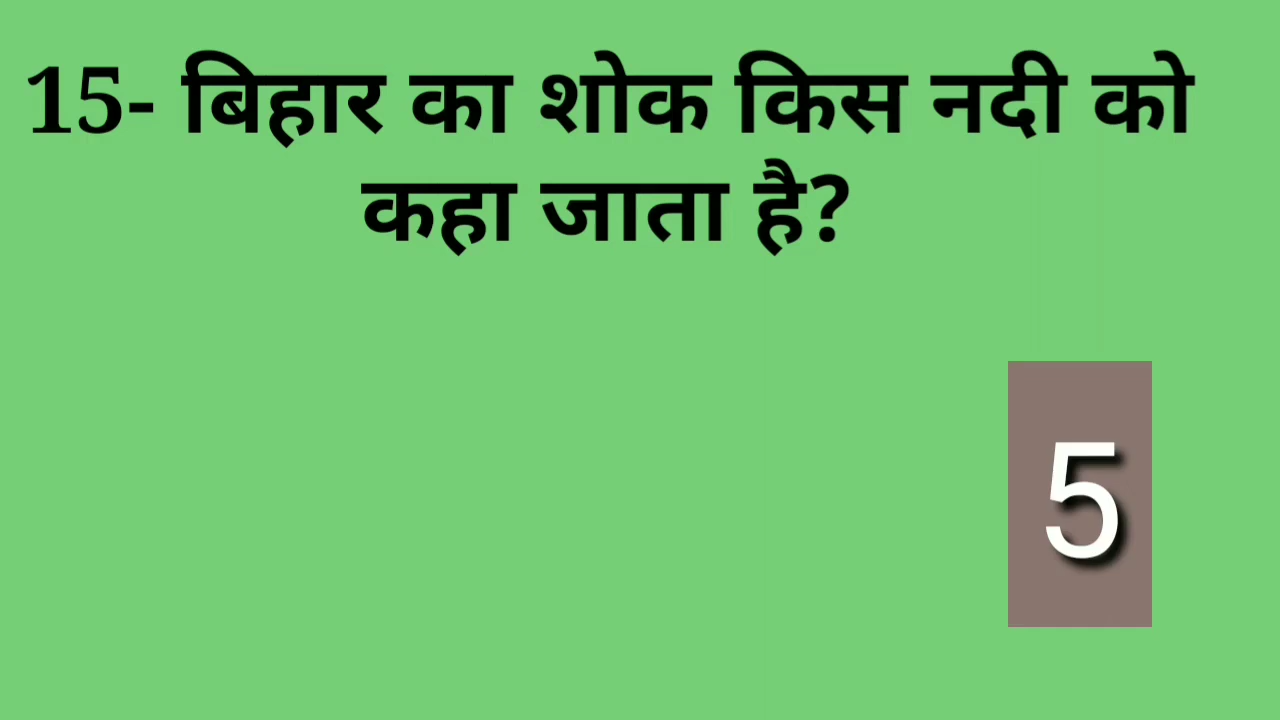 15- बिहार का शोक किस नदी को
कहा जाता है?
5